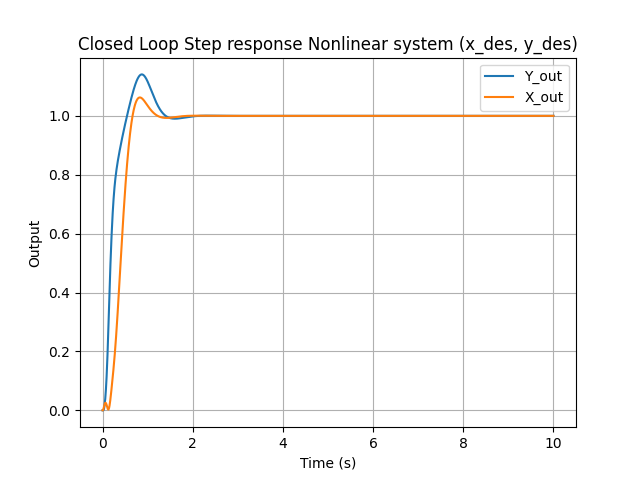 Closed Loop Step response Nonlinear system (x_des, y_des)
Y_out
X_out
Output
1.0
0.8
0.6
0.4
0.2
0.0
0 2 4 6 8 10
Time (s)